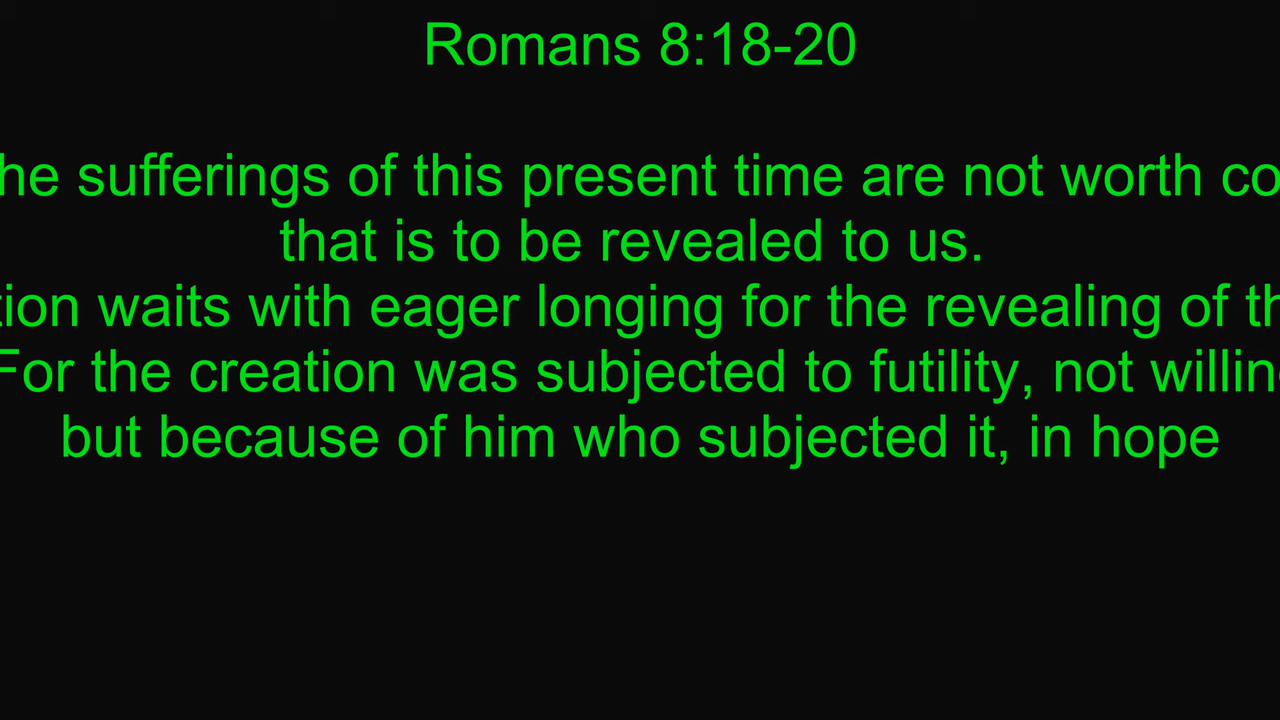 Romans 8:18-20
he sufferings of this present time are not worth co
that is to be revealed to us.
tion waits with eager longing for the revealing of th
For the creation was subjected to futility, not willing
but because of him who subjected it, in hope